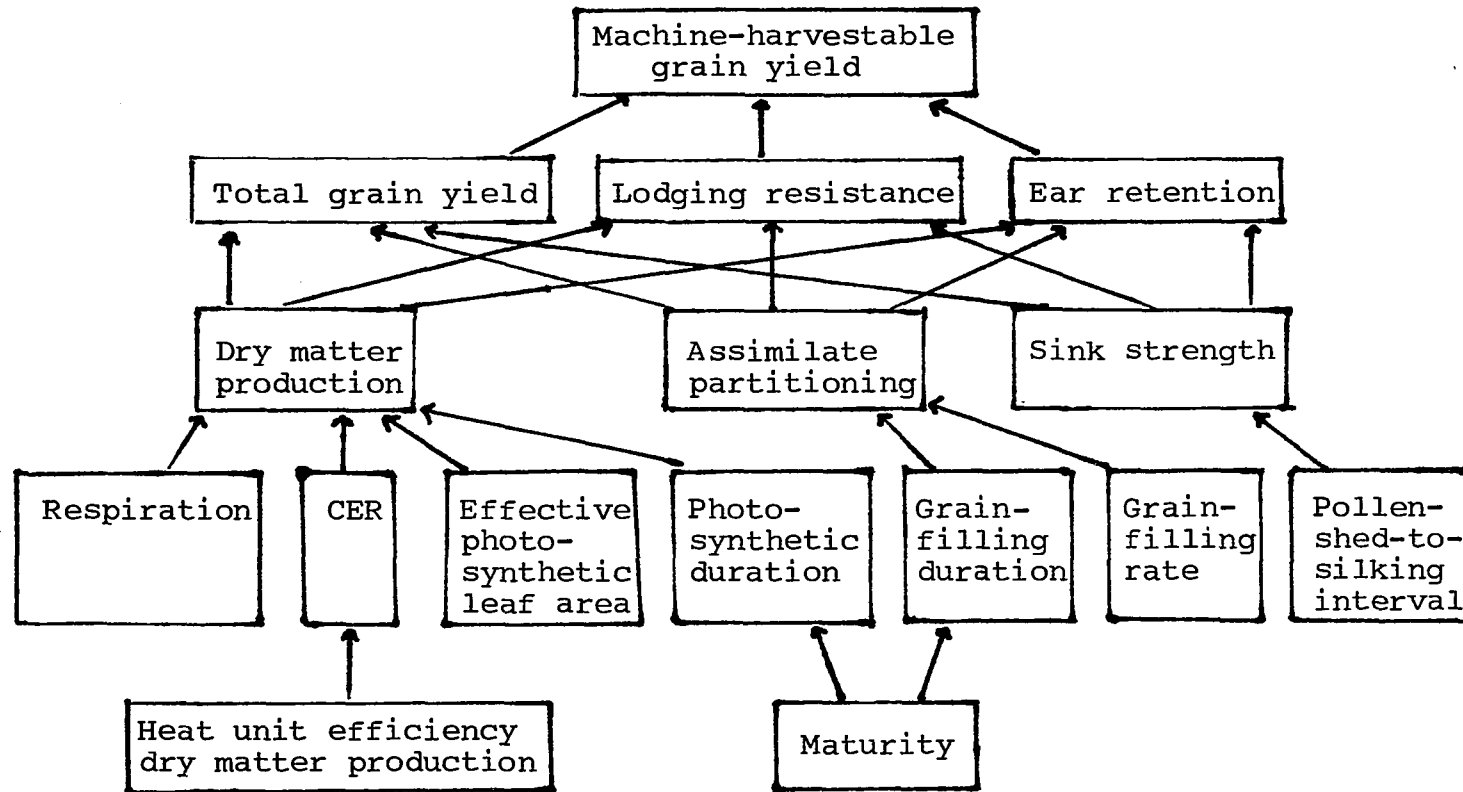 Machine-harvestable
grain yield
Total grain yield
Lodging resistance
Ear retention
Dry matter
production
Assimilate
partitioning
Sink strength
Respiration
CER
Effective
photo-
synthetic
leaf area
Photo-
synthetic
duration
Grain-
filling
duration
Grain-
filling
rate
Pollen-
shed-to-
silking
interval
Heat unit efficiency
dry matter production
Maturity